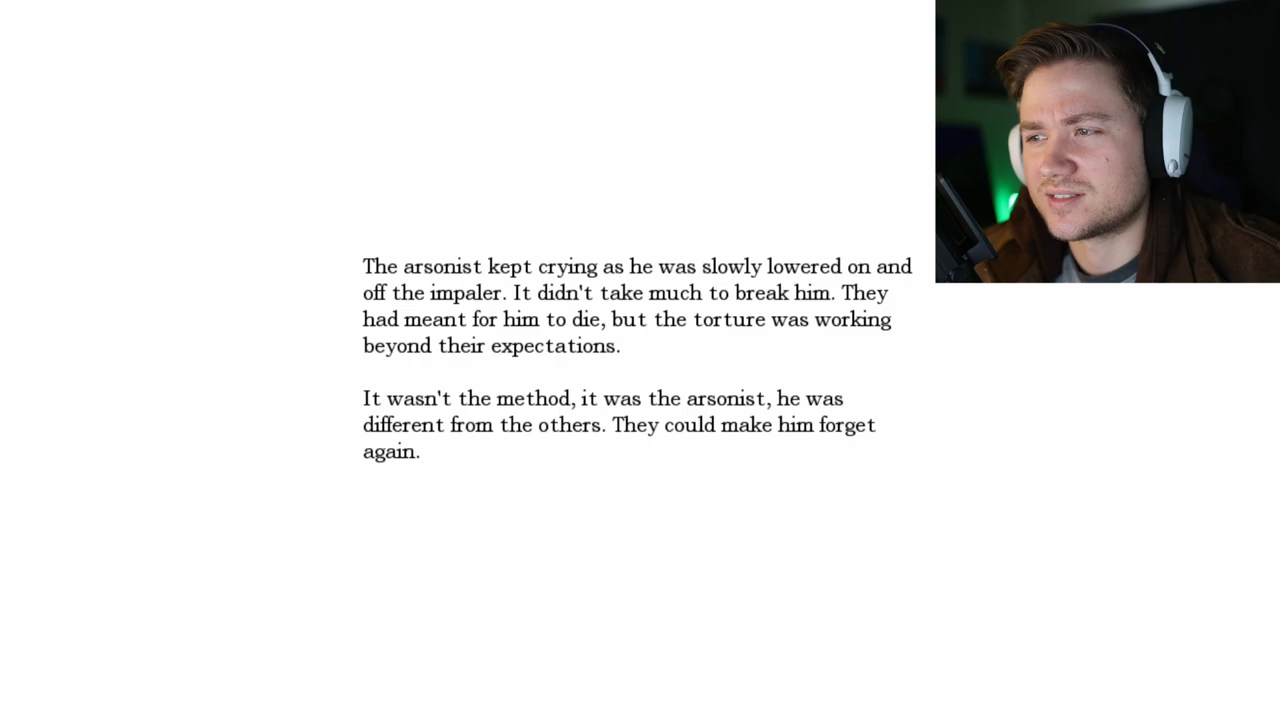 The arsonist kept crying as he was slowly lowered on and
off the impaler. It didn't take much to break him. They
had meant for him to die, but the torture was working
beyond their expectations.
It wasn't the method, it was the arsonist, he was
different from the others. They could make him forget
again.